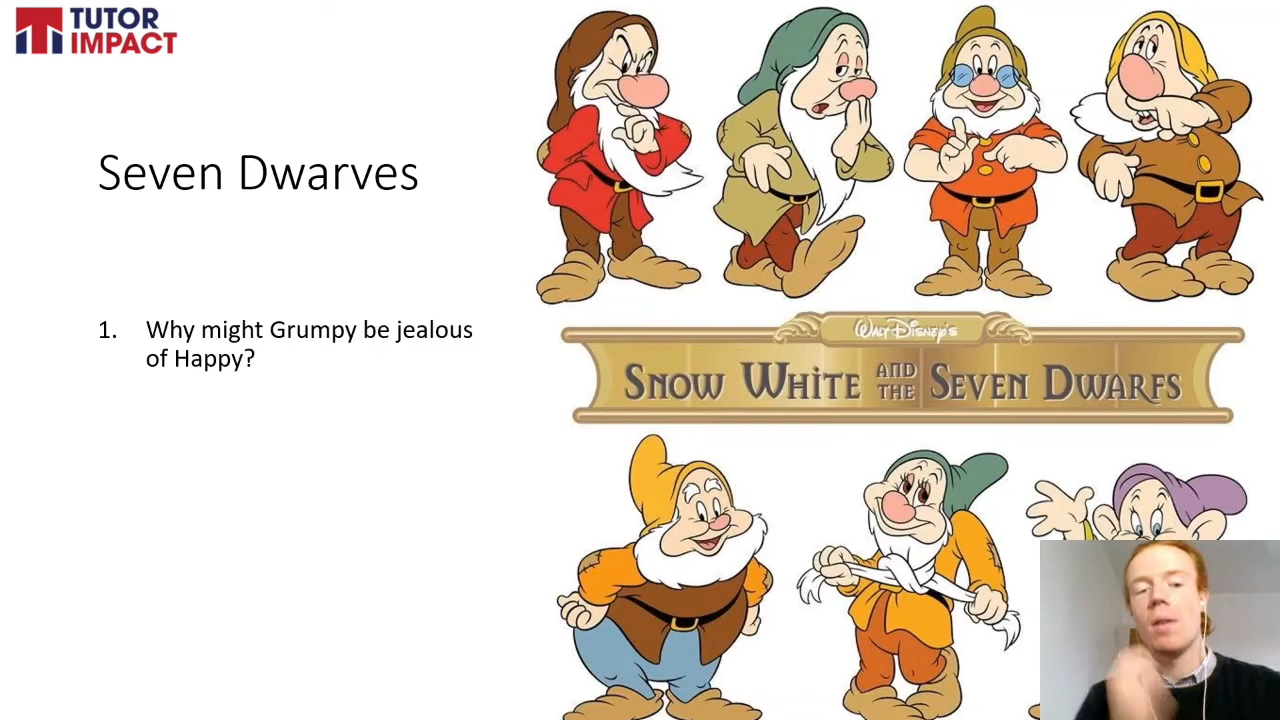 TUTOR
IMPACT
Seven Dwarves
1. Why might Grumpy be jealous
of Happy?
WALT DISNEY'S
SNOW WHITE AND THE SEVEN DWARFS